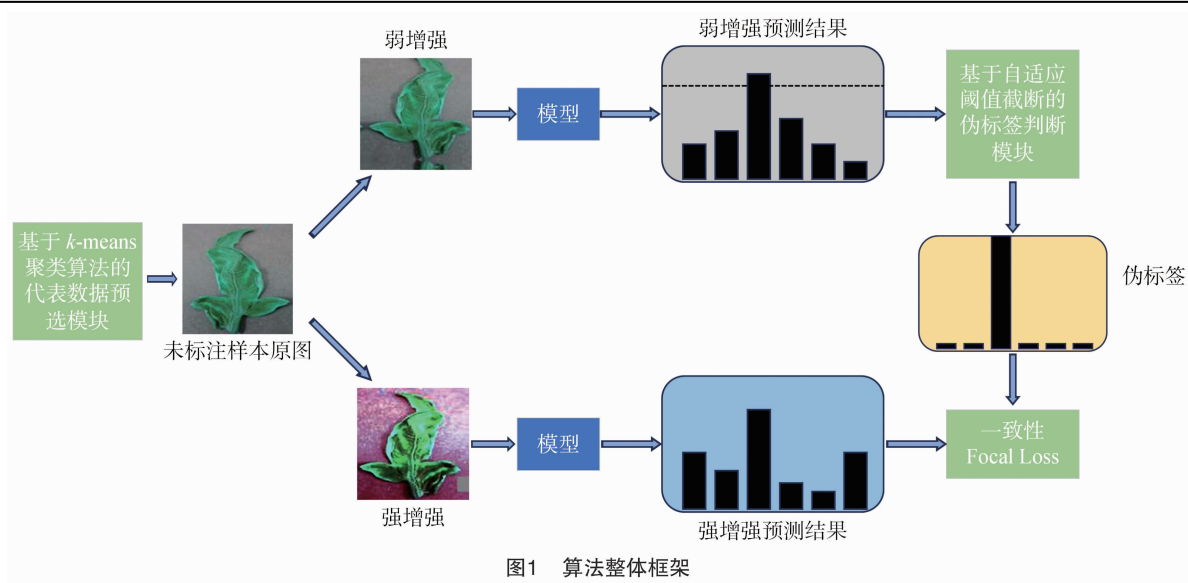 弱增强
弱增强预测结果
模型
基于自适应
阈值截断的
伪标签判断
模块
基于 k-means
聚类算法的
代表数据预
选模块
未标注样本原图
伪标签
强增强
模型
强增强预测结果
一致性
Focal Loss
图1 算法整体框架